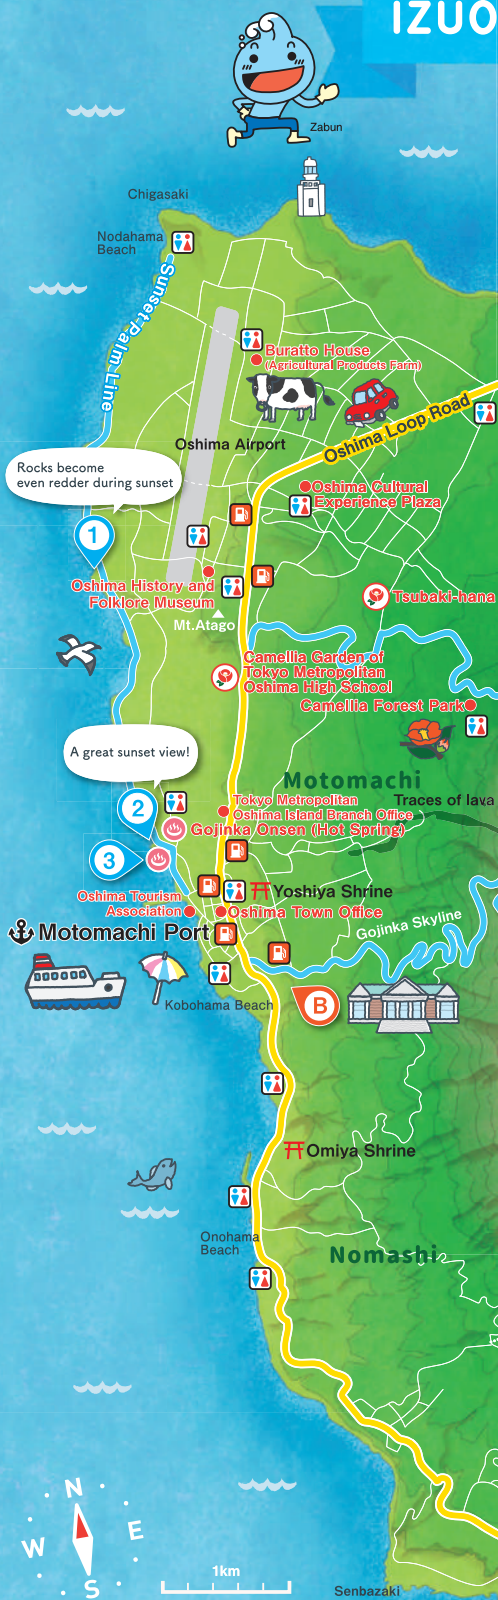 IZUO
Zabun
Chigasaki
Nodahama
Beach
Sunset-Palm Line
Buratto House
(Agricultural Products Farm)
Oshima Airport
Oshima Loop Road
Rocks become
even redder during sunset
Oshima Cultural
Experience Plaza
1
Oshima History and
Folklore Museum
Tsubaki-hana
Mt.Atago
Camellia Garden of
Tokyo Metropolitan
Oshima High School
Camellia Forest Park
A great sunset view!
Motomachi
Tokyo Metropolitan
Oshima Island Branch Office
Traces of lava
2
Gojinka Onsen (Hot Spring)
3
Yoshiya Shrine
Oshima Tourism
Association
Oshima Town Office
Motomachi Port
Gojinka Skyline
Kobohama Beach
B
Omiya Shrine
Onohama
Beach
Nomashi
N
W
E
S
1km
Senbazaki